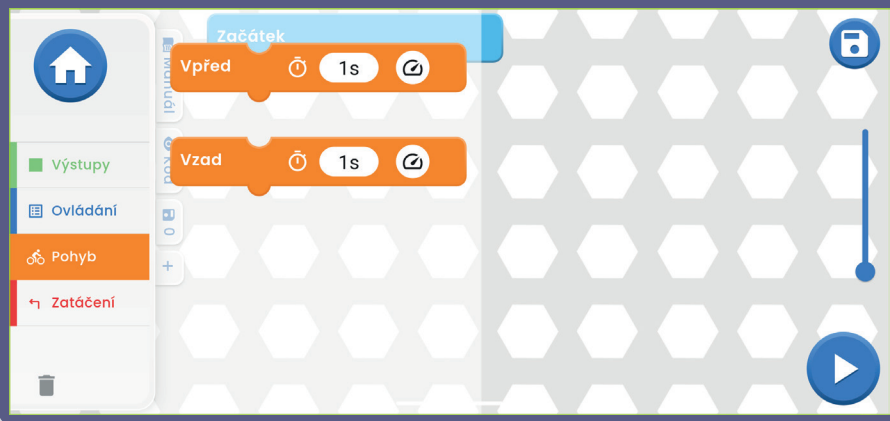 Začátek
Vpřed 1s
Manuál
Vzad 1s
Kód
Výstupy
Ovládání
0
Pohyb
+
Zatáčení